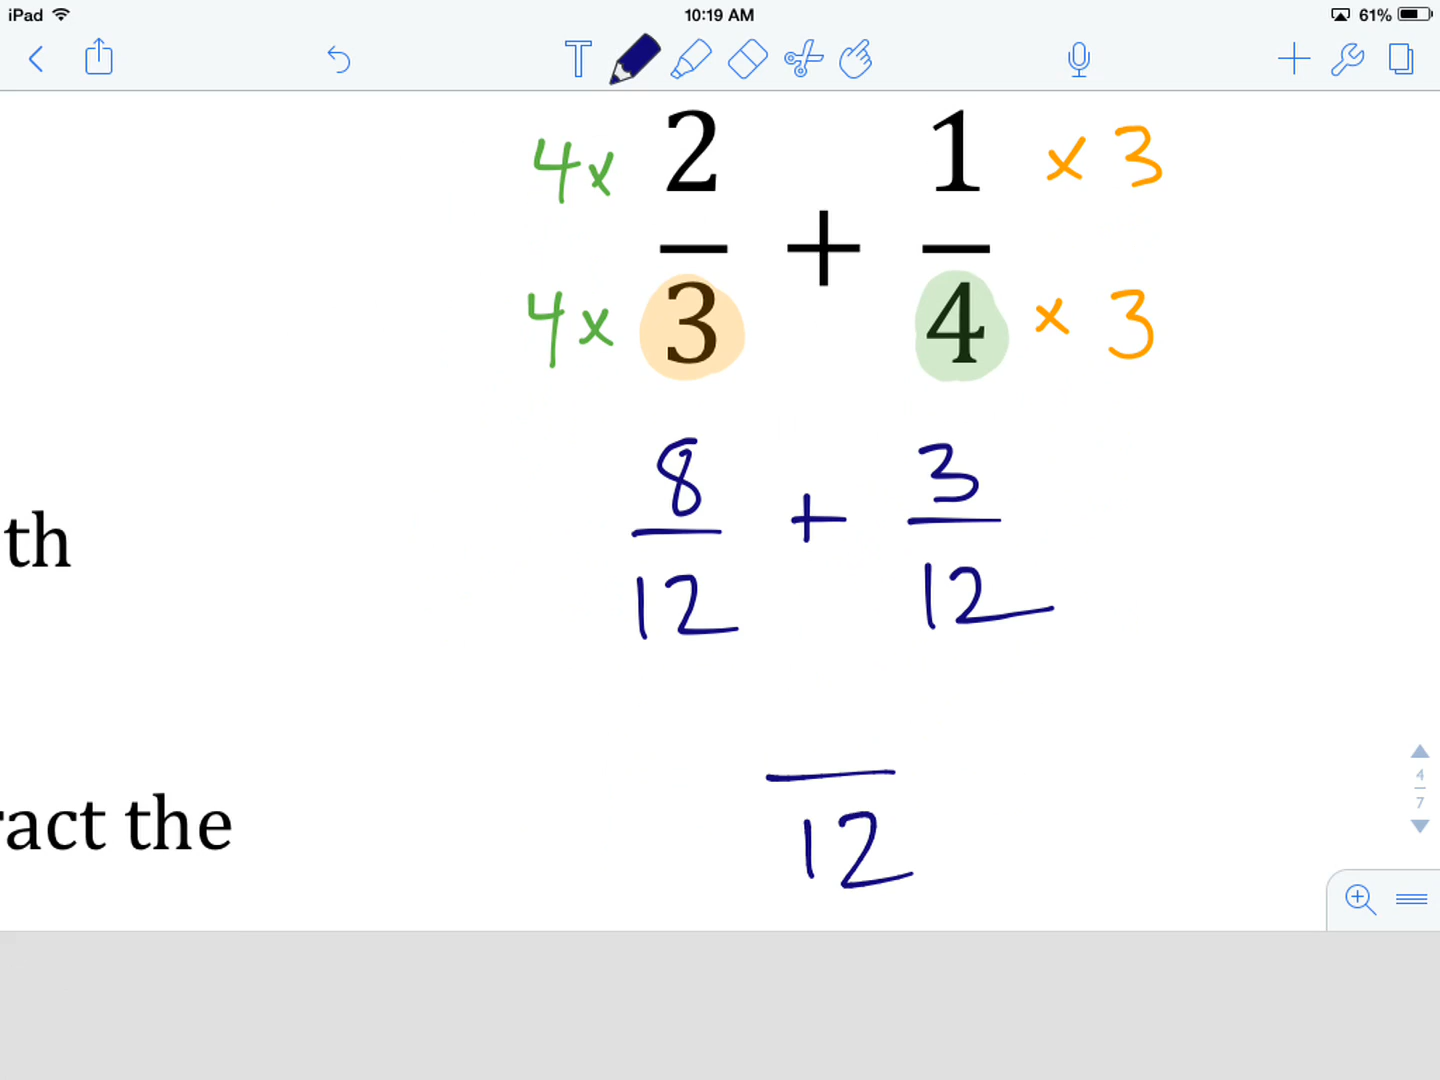 iPad 10:19 AM 61%
T
4x 2 1 x 3
+
4x 3 4 x 3
8 + 3
th
12 12
4
7
ract the
12